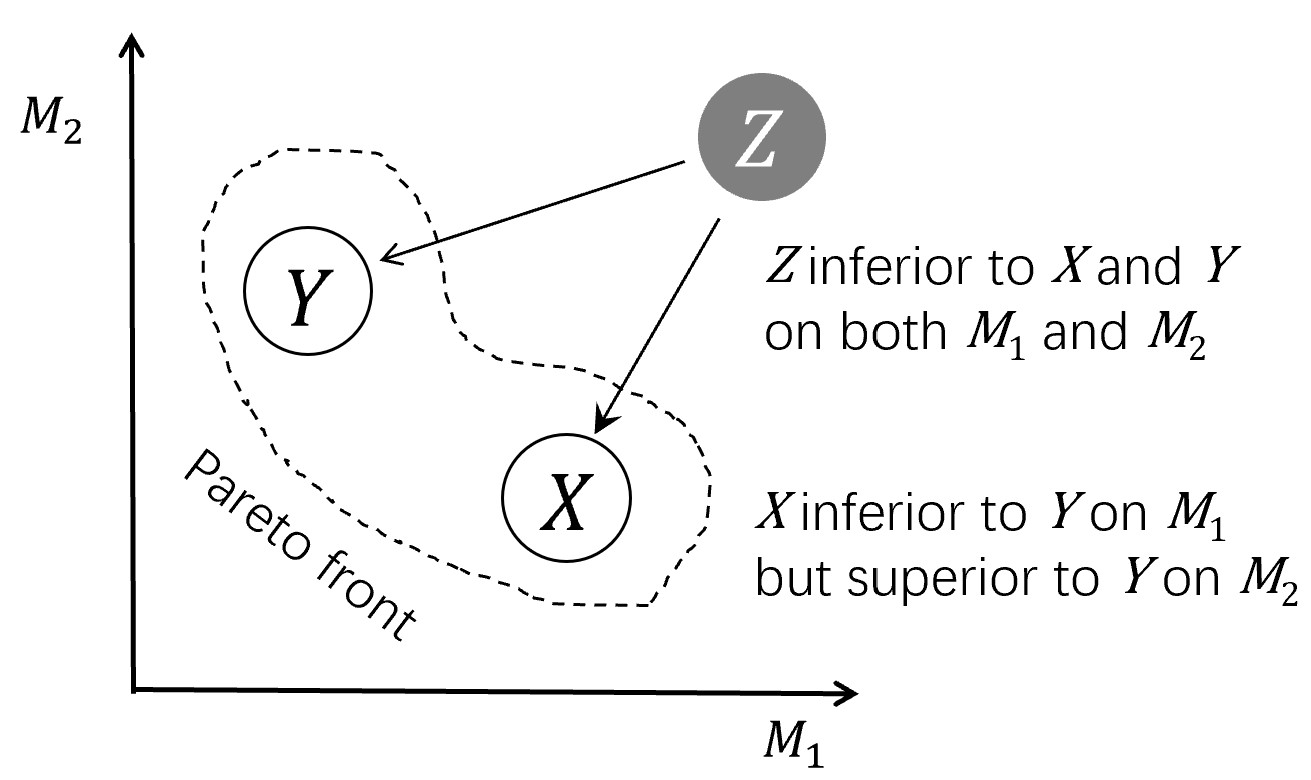 M₂
Z
Y
Z inferior to X and Y
on both M₁ and M₂
X
X inferior to Y on M₁
but superior to Y on M₂
Pareto front
M₁